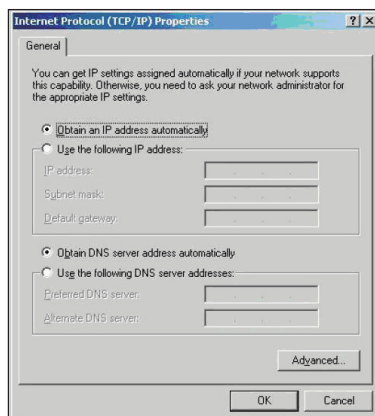 Internet Protocol (TCP/IP) Properties
General
You can get IP settings assigned automatically if your network supports
this capability. Otherwise, you need to ask your network administrator for
the appropriate IP settings.
Obtain an IP address automatically
Use the following IP address:
IP address:
Subnet mask:
Default gateway:
Obtain DNS server address automatically
Use the following DNS server addresses:
Preferred DNS server:
Alternate DNS server:
Advanced...
OK Cancel